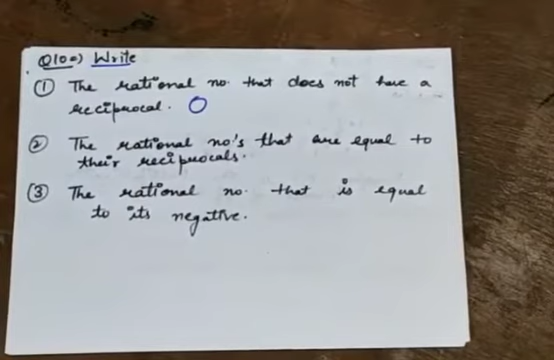 Q10=) Write
① The rational no. that does not have a
reciprocal. 0
② The rational no's that are equal to
their reciprocals.
③ The rational no. that is equal
to its negative.